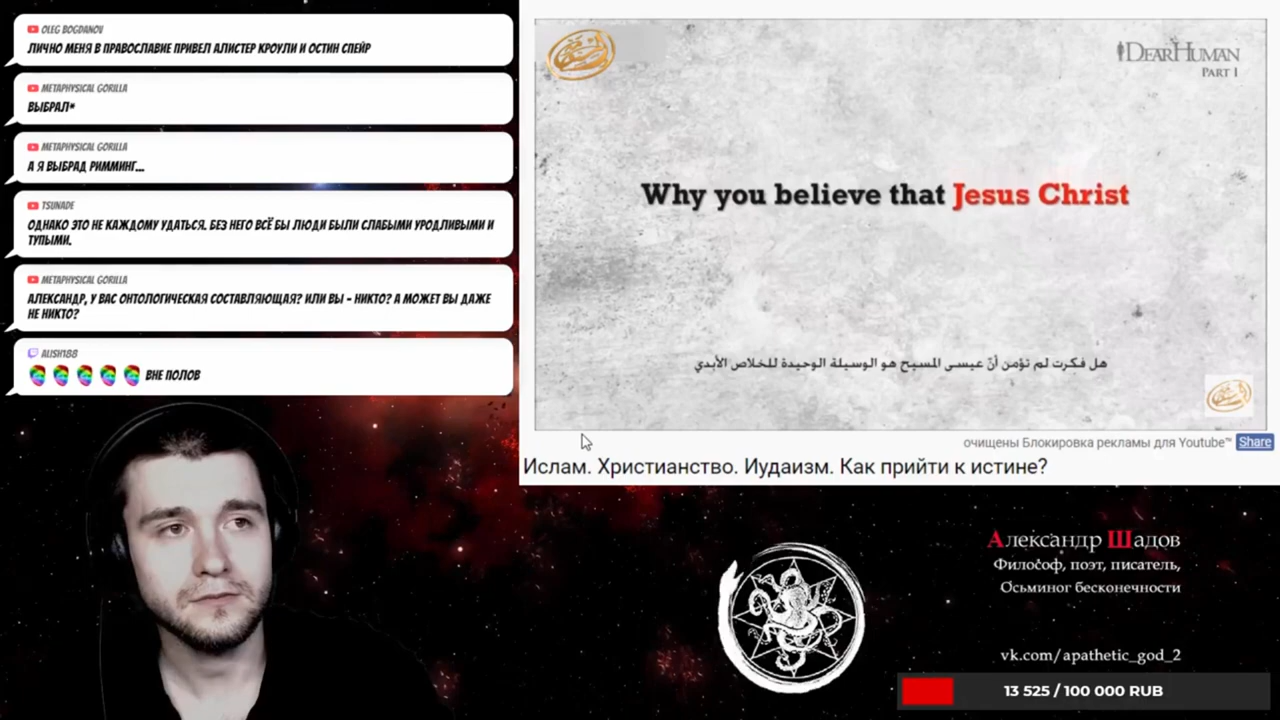 OLEG BOGDANOV
ЛИЧНО МЕНЯ В ПРАВОСЛАВИЕ ПРИВЕЛ АЛИСТЕР КРОУЛИ И ОСТИН СПЕЙР
METAPHYSICAL GORILLA
ВЫБРАЛ*
METAPHYSICAL GORILLA
А Я ВЫБРАД РИММИНГ...
TSUNADE
ОДНАКО ЭТО НЕ КАЖДОМУ УДАТЬСЯ. БЕЗ НЕГО ВСЁ БЫ ЛЮДИ БЫЛИ СЛАБЫМИ УРОДЛИВЫМИ И
ТУПЫМИ.
METAPHYSICAL GORILLA
АЛЕКСАНДР, У ВАС ОНТОЛОГИЧЕСКАЯ СОСТАВЛЯЮЩАЯ? ИЛИ ВЫ - НИКТО? А МОЖЕТ ВЫ ДАЖЕ
НЕ НИКТО?
ALISH188
ВНЕ ПОЛОВ
DEARHUMAN
PART I
Why you believe that Jesus Christ
هل فكرت لم تؤمن أنّ عيسى المسيح هو الوسيلة الوحيدة للخلاص الأبدي
очищены Блокировка рекламы для Youtube™ Share
Ислам. Христианство. Иудаизм. Как прийти к истине?
Александр Шадов
Философ, поэт, писатель,
Осьминог бесконечности
vk.com/apathetic_god_2
13 525 / 100 000 RUB